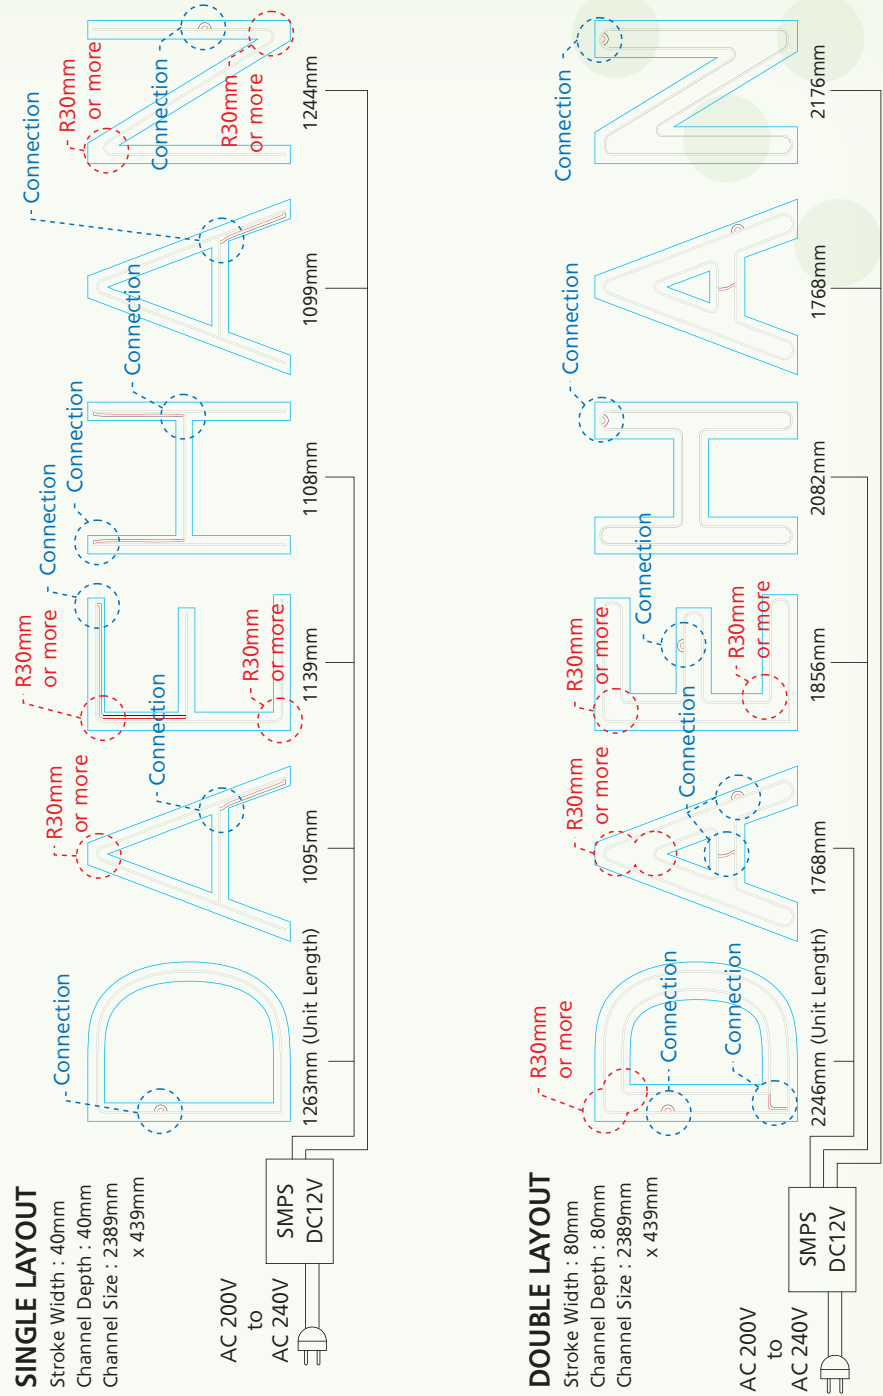 SINGLE LAYOUT
Stroke Width : 40mm
Channel Depth : 40mm
Channel Size : 2389mm
x 439mm
AC 200V
to
AC 240V
SMPS
DC12V
Connection
R30mm
or more
Connection
R30mm
or more
R30mm
or more
Connection
Connection
Connection
Connection
R30mm
or more
Connection
R30mm
or more
DAEHAN
1263mm (Unit Length)
1095mm
1139mm
1108mm
1099mm
1244mm
DOUBLE LAYOUT
Stroke Width : 80mm
Channel Depth : 80mm
Channel Size : 2389mm
x 439mm
AC 200V
to
AC 240V
SMPS
DC12V
R30mm
or more
Connection
Connection
R30mm
or more
Connection
R30mm
or more
Connection
R30mm
or more
Connection
Connection
DAEHAN
2246mm (Unit Length)
1768mm
1856mm
2082mm
1768mm
2176mm